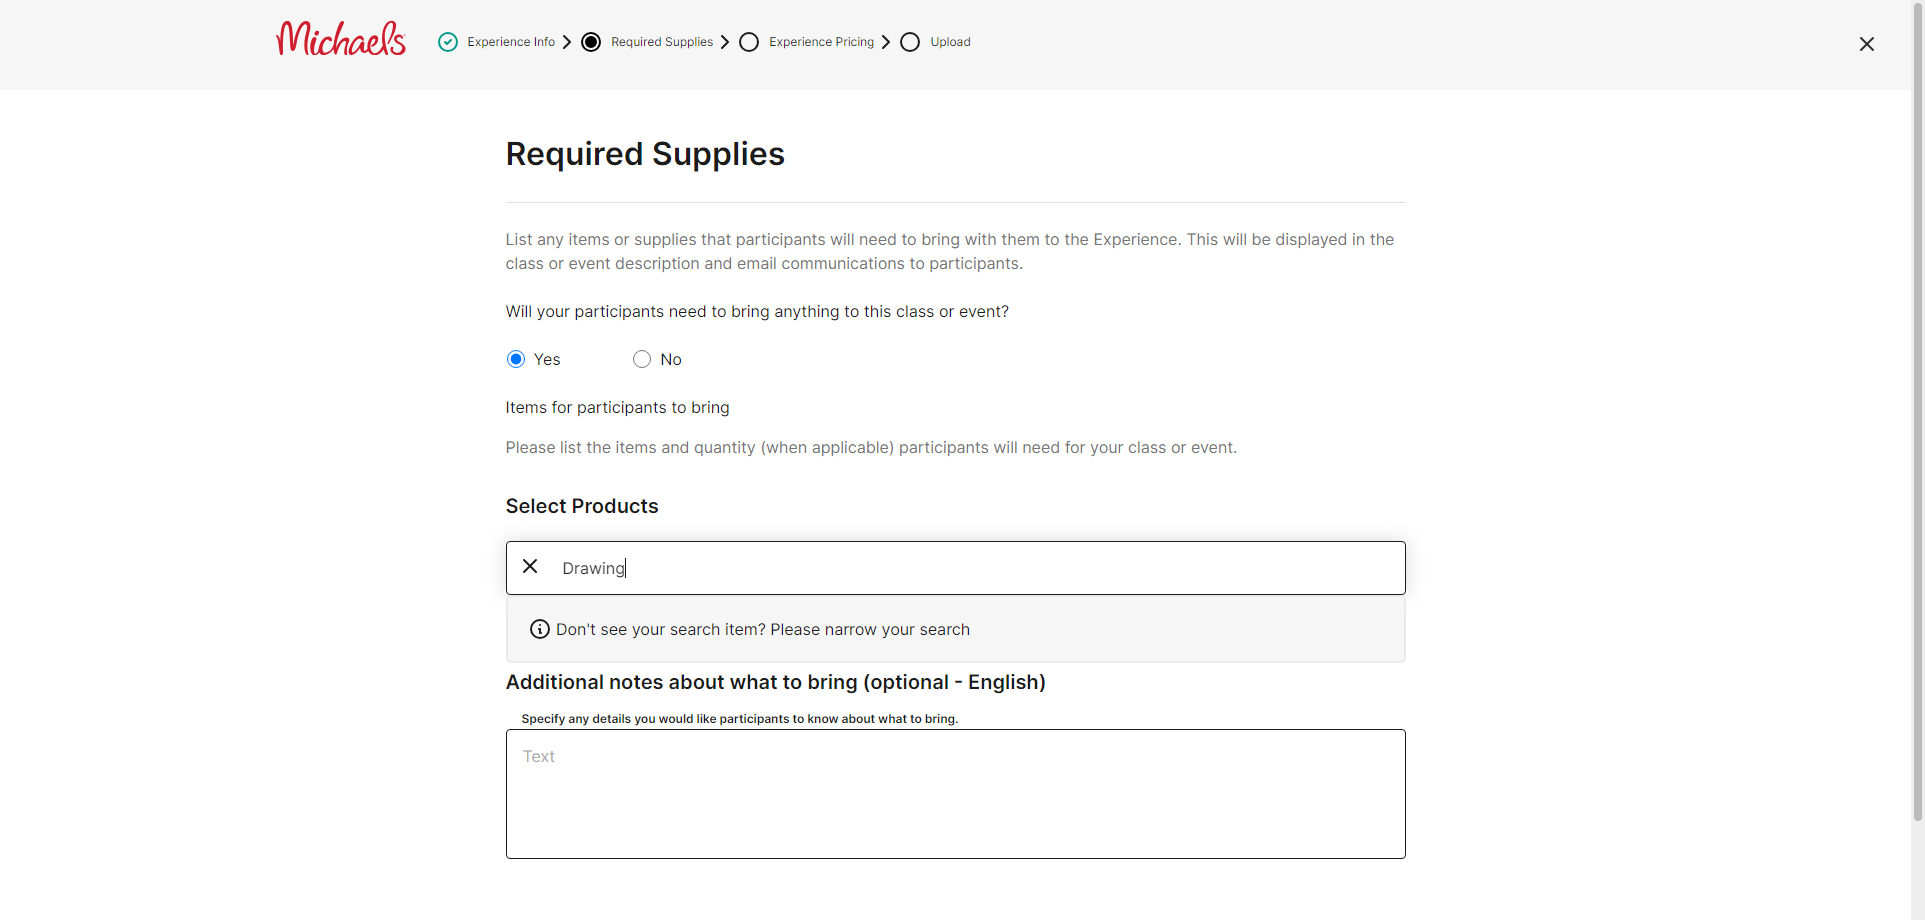 Michaels
Experience Info
Required Supplies
Experience Pricing
Upload
Required Supplies
List any items or supplies that participants will need to bring with them to the Experience. This will be displayed in the
class or event description and email communications to participants.
Will your participants need to bring anything to this class or event?
Yes
No
Items for participants to bring
Please list the items and quantity (when applicable) participants will need for your class or event.
Select Products
Drawing
Don't see your search item? Please narrow your search
Additional notes about what to bring (optional - English)
Specify any details you would like participants to know about what to bring.
Text